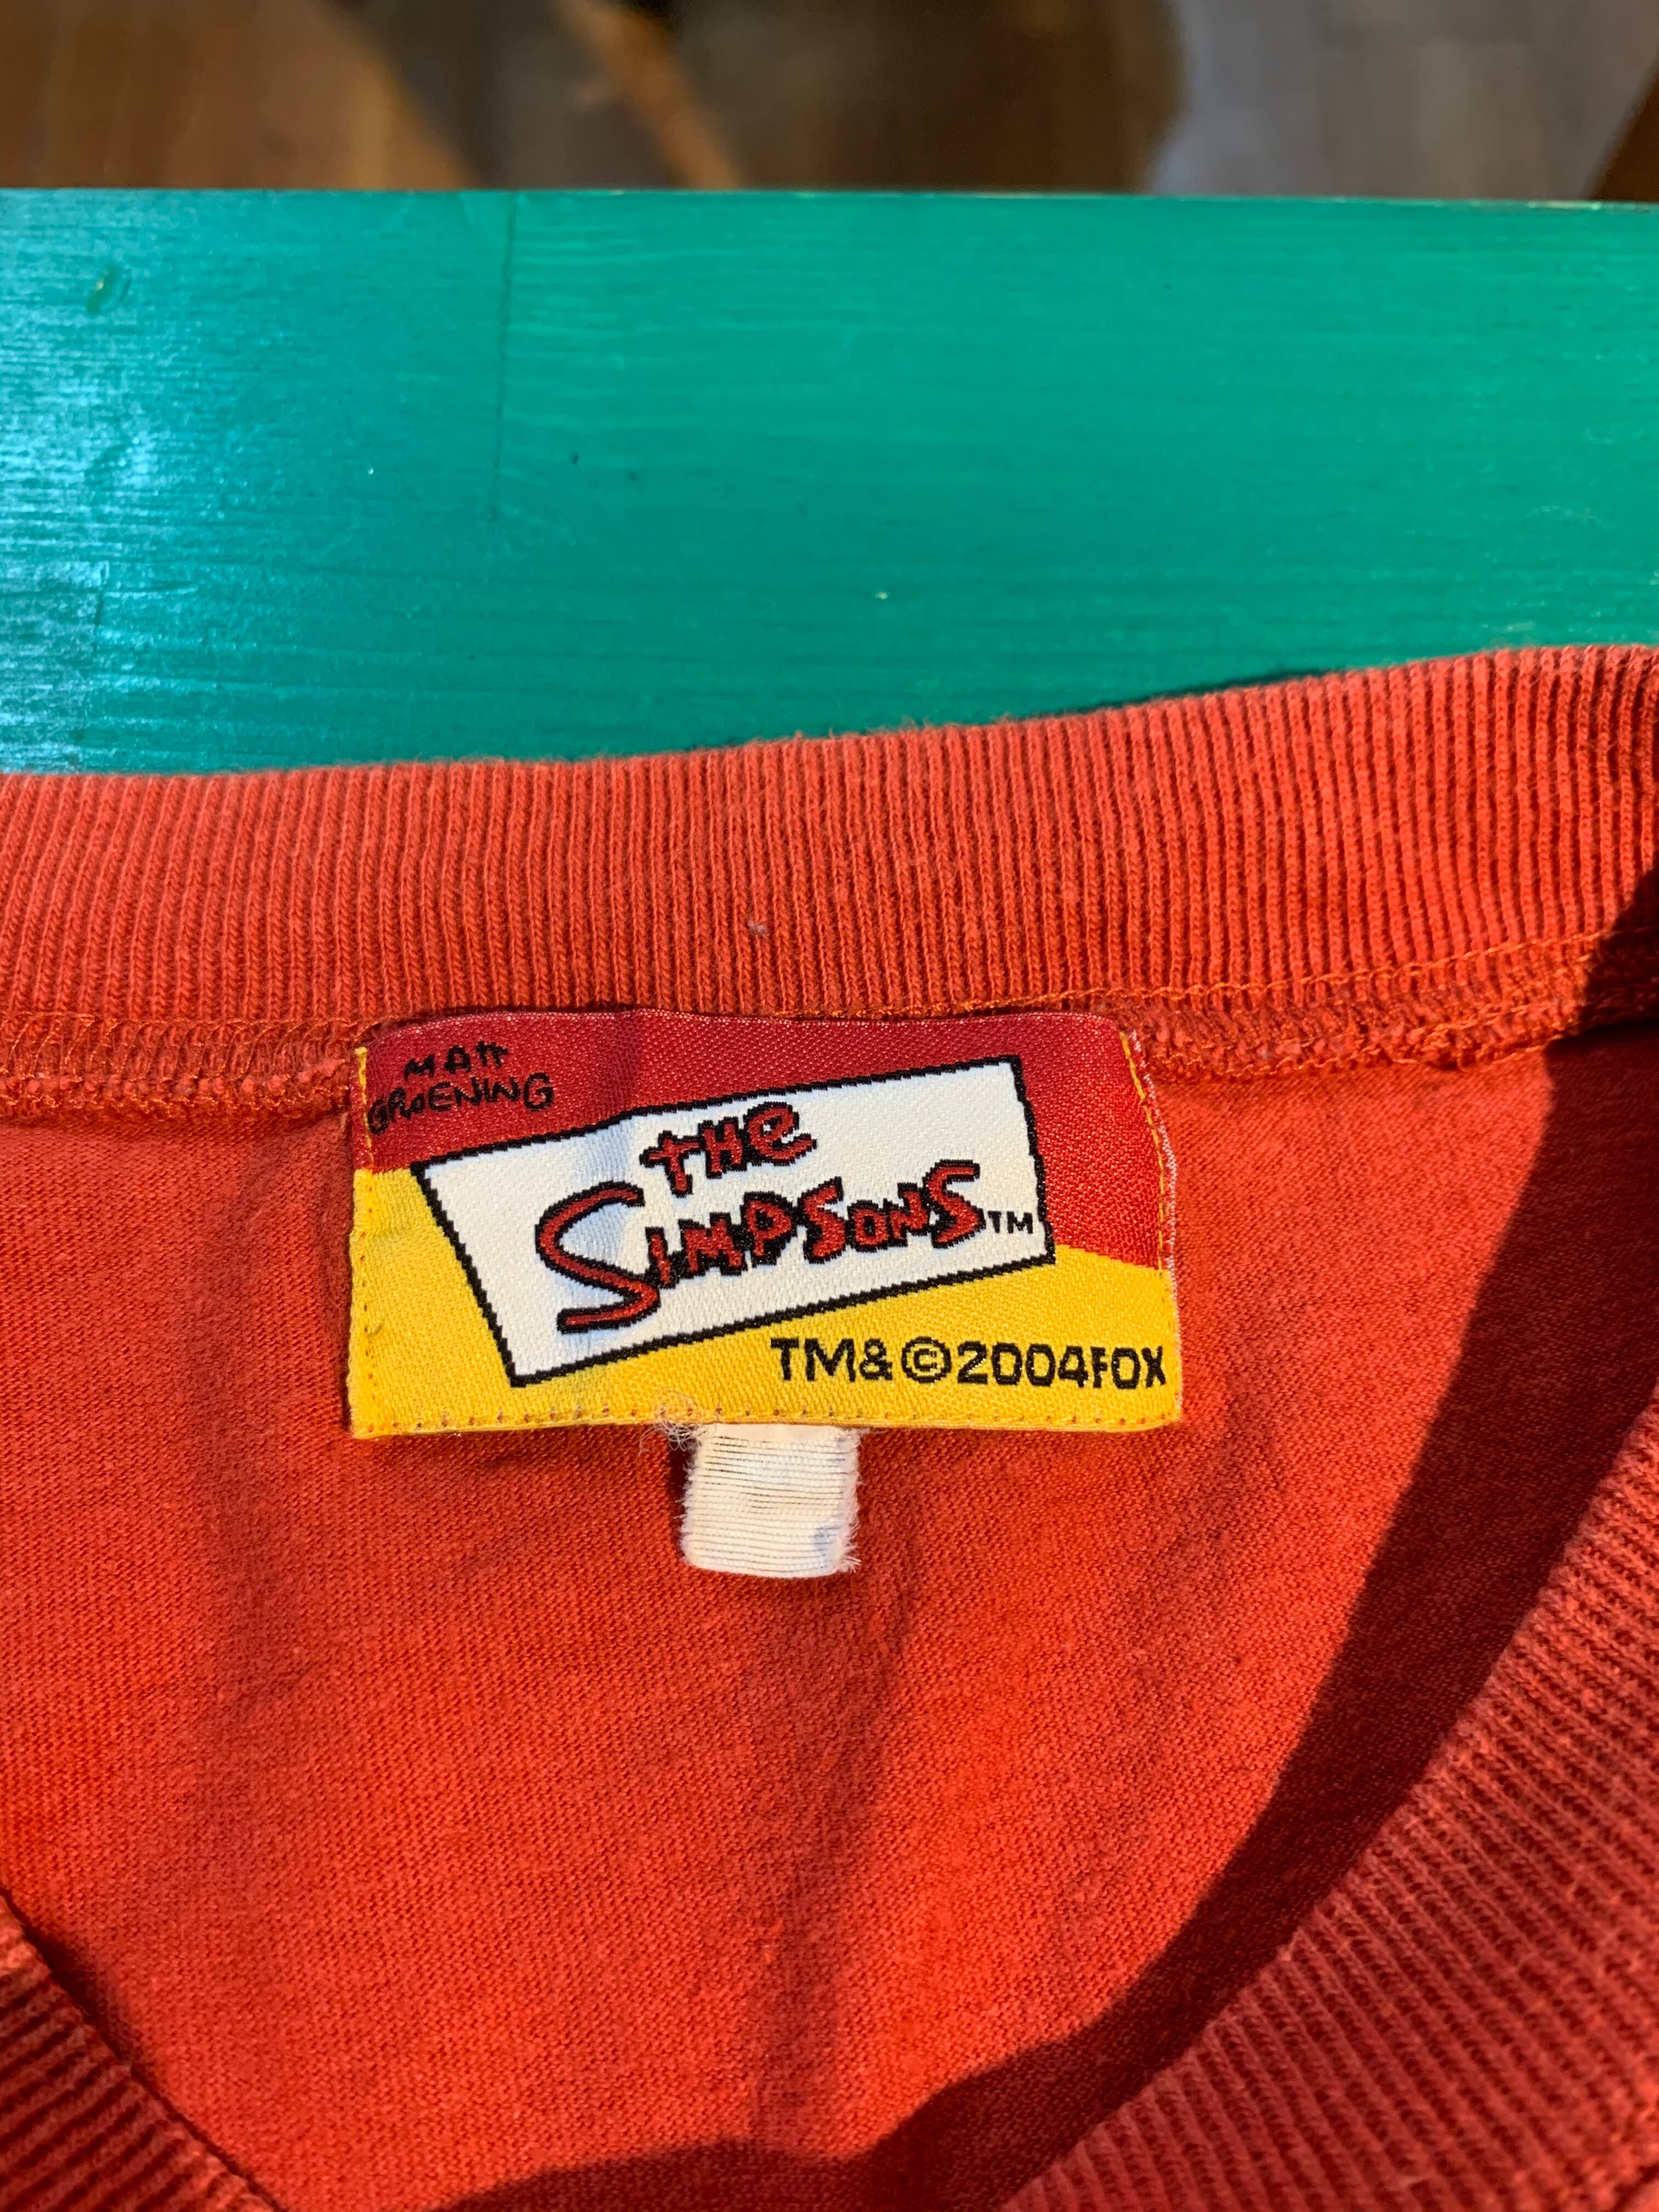 MATT
GROENING
THE
SIMPSONS™
TM&©2004FOX